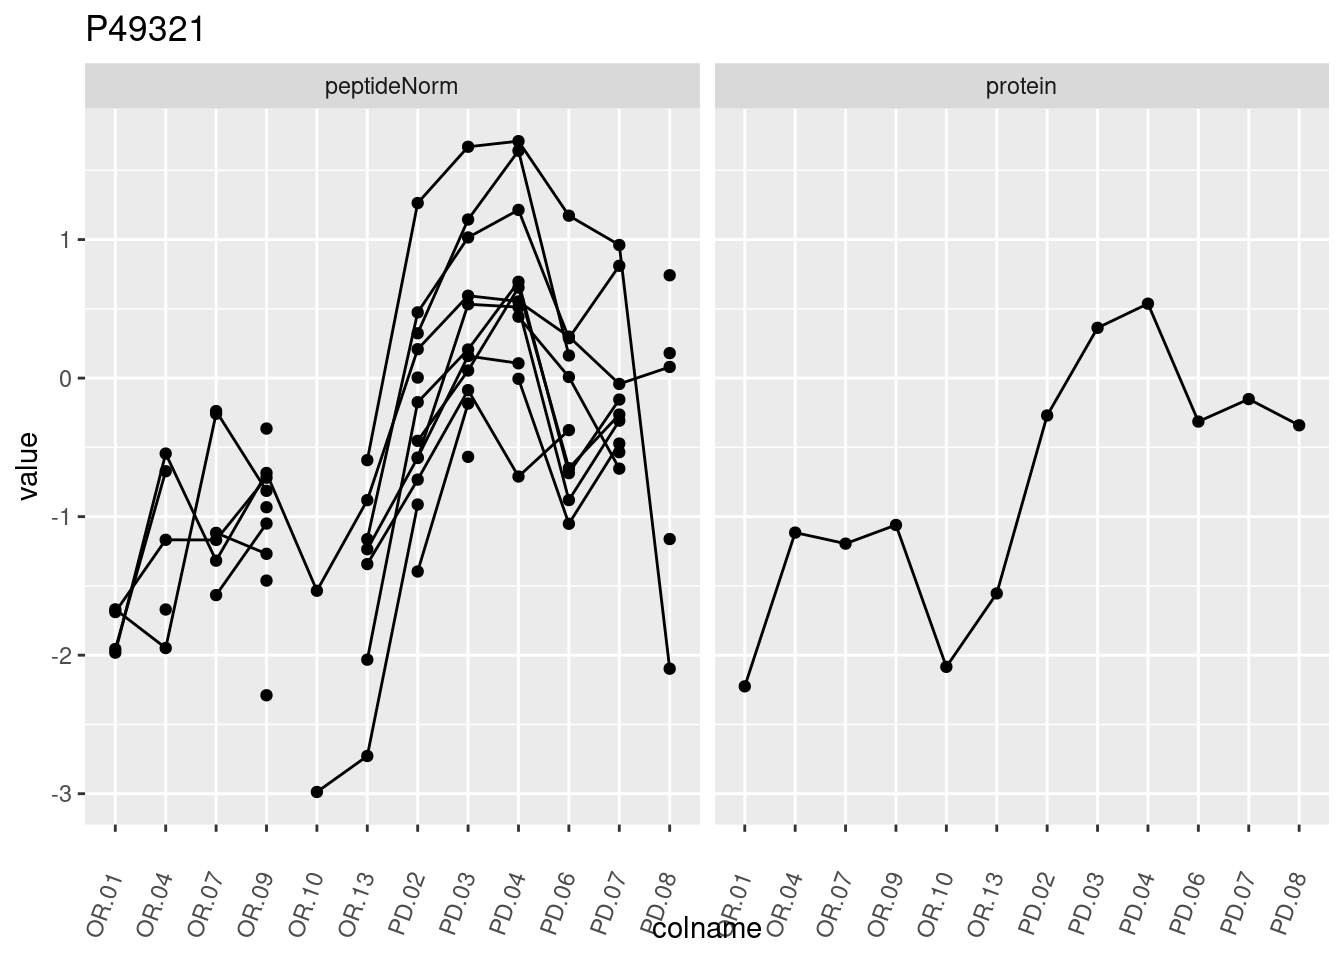 P49321
peptideNorm
protein
value
1
0
-1
-2
-3
OR.01
OR.04
OR.07
OR.09
OR.10
OR.13
PD.02
PD.03
PD.04
PD.06
PD.07
PD.08
OR.01
OR.04
OR.07
OR.09
OR.10
OR.13
PD.02
PD.03
PD.04
PD.06
PD.07
PD.08
colname